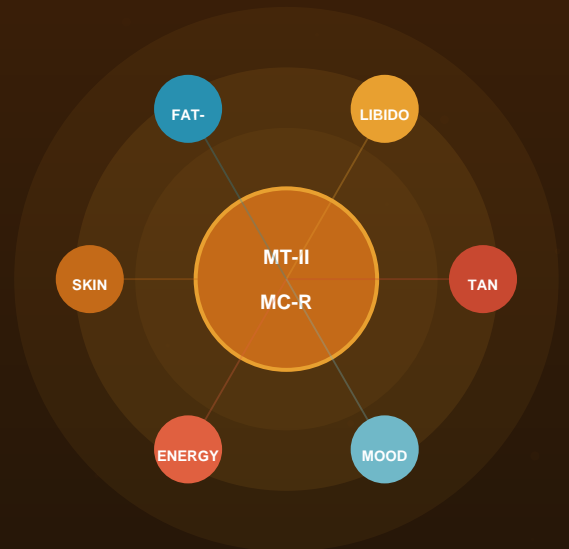 FAT-
LIBIDO
MT-II
MC-R
SKIN
TAN
ENERGY
MOOD